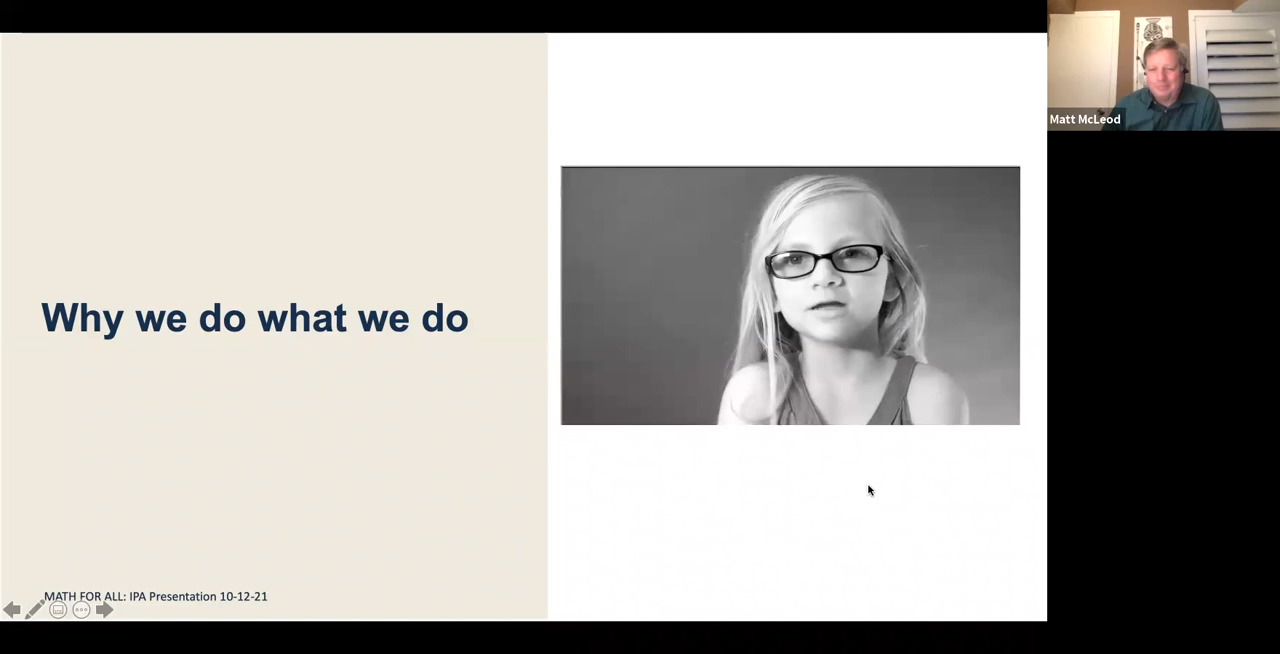 Matt McLeod
Why we do what we do
MATH FOR ALL: IPA Presentation 10-12-21